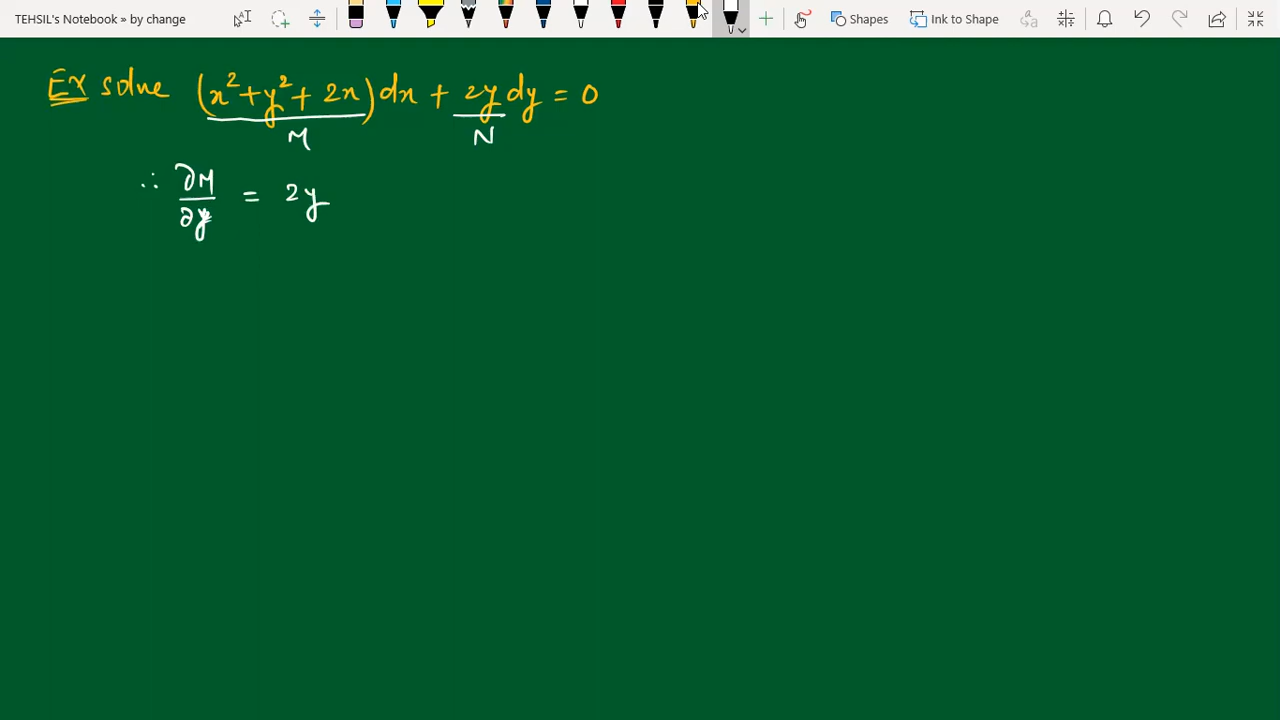 TEHSIL's Notebook » by change
Shapes
Ink to Shape
Ex solve (x²+y²+2x)dx + 2y dy = 0
M N
∴ ∂M/∂y = 2y